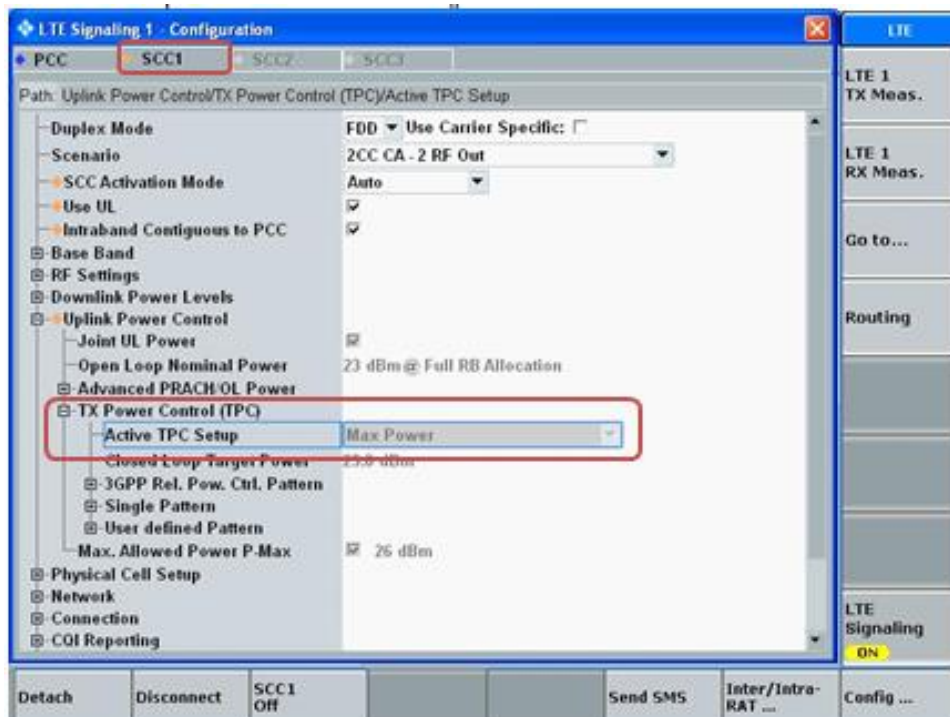 LTE Signaling 1 - Configuration
LTE
PCC SCC1 SCC2 SCC3
Path: Uplink Power Control/TX Power Control (TPC)/Active TPC Setup
LTE 1
TX Meas.
Duplex Mode FDD Use Carrier Specific:
Scenario 2CC CA - 2 RF Out
LTE 1
RX Meas.
SCC Activation Mode Auto
Use UL
Intraband Contiguous to PCC
Go to...
Base Band
RF Settings
Downlink Power Levels
Uplink Power Control
Routing
Joint UL Power
Open Loop Nominal Power 23 dBm@ Full RB Allocation
Advanced PRACH/OL Power
TX Power Control (TPC)
Active TPC Setup Max Power
Closed Loop Target Power dBm
3GPP Rel. Pow. Ctrl. Pattern
Single Pattern
User defined Pattern
Max. Allowed Power P-Max 26 dBm
Physical Cell Setup
Network
Connection
CQI Reporting
LTE
Signaling
ON
Detach Disconnect SCC1 Off Send SMS Inter/Intra-RAT ... Config ...